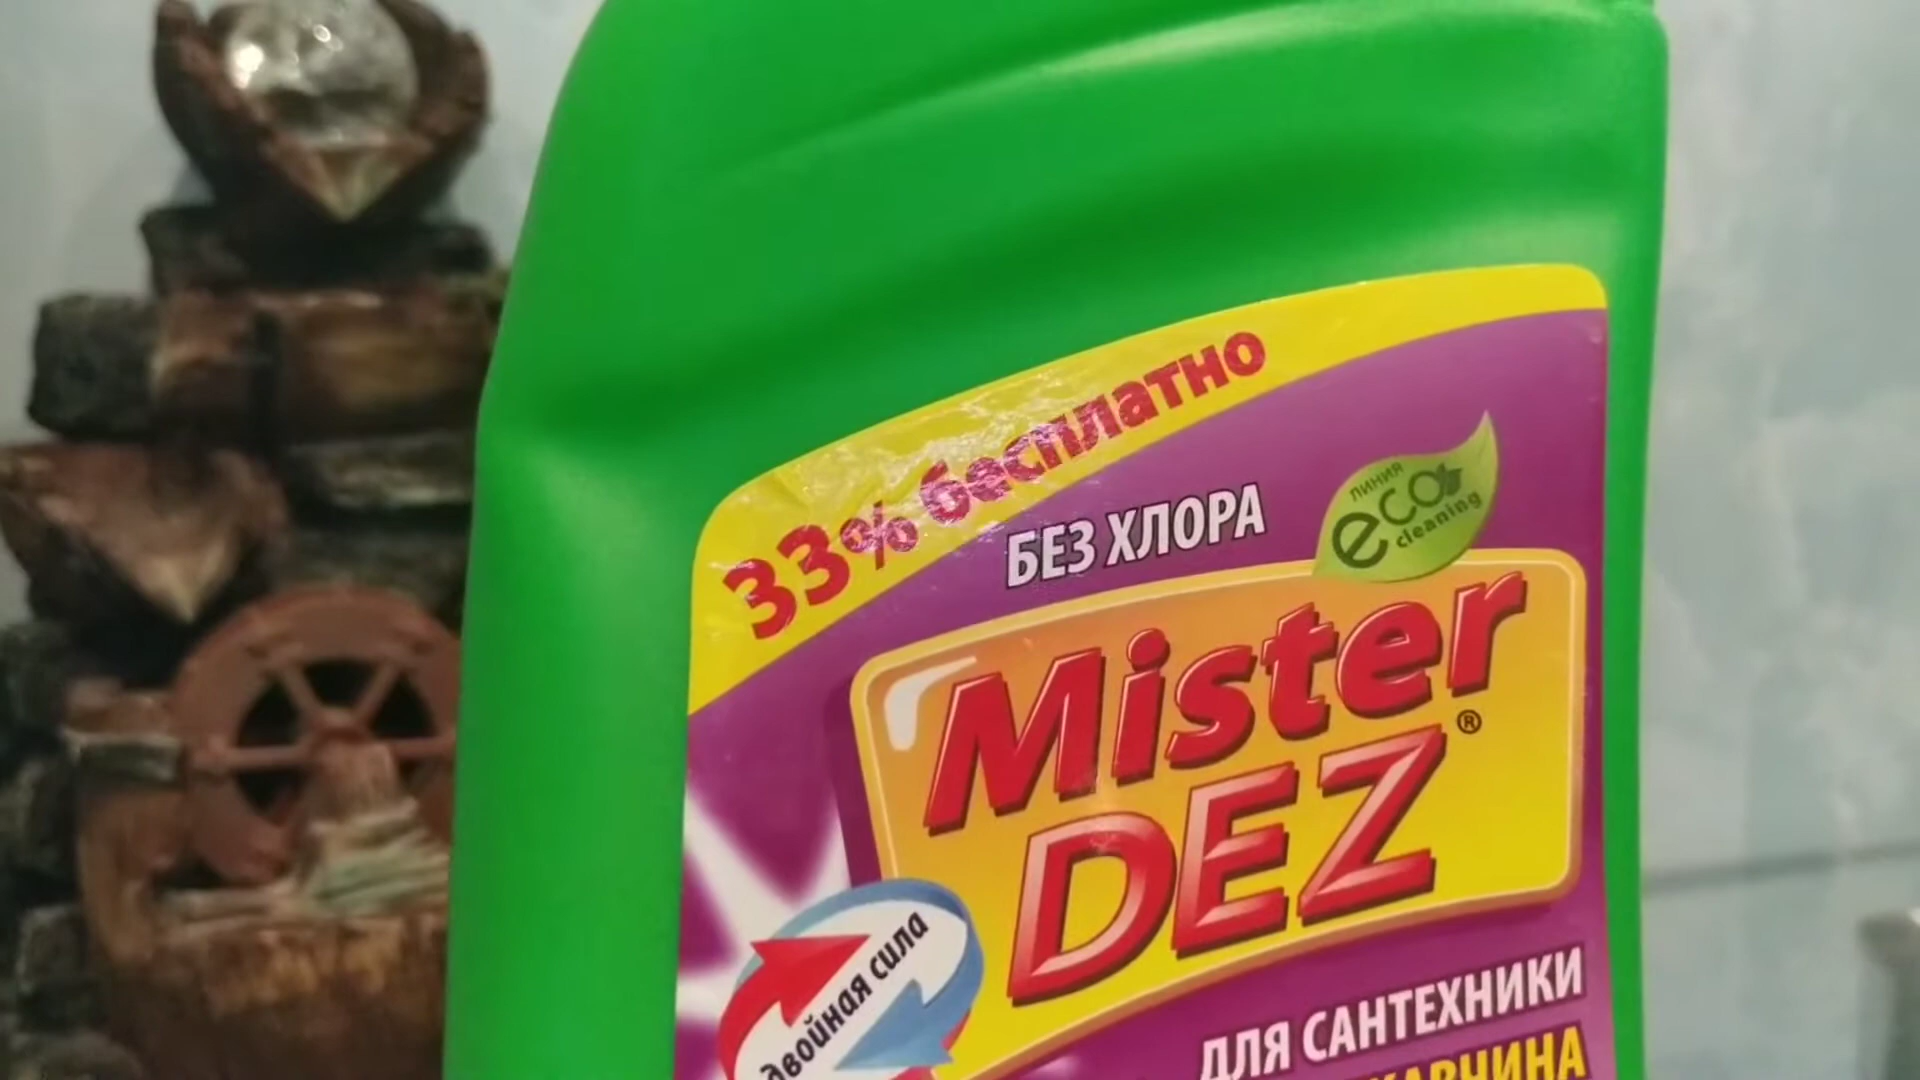 33% бесплатно
БЕЗ ХЛОРА
ЛИНИЯ
eco
cleaning
Mister
DEZ®
двойная сила
ДЛЯ САНТЕХНИКИ